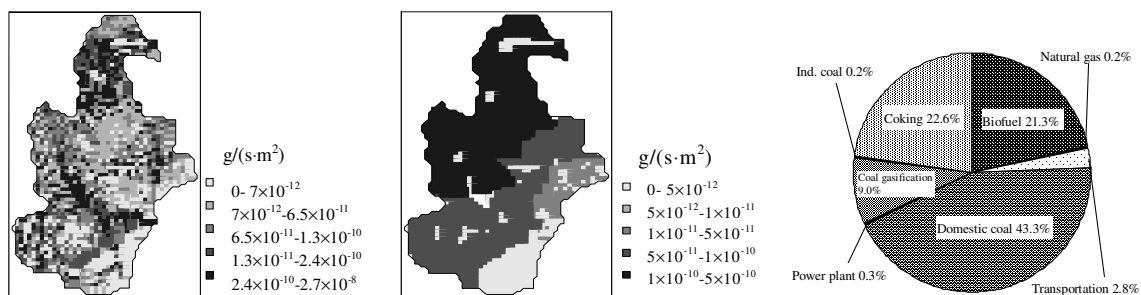 g/(s·m²)
0- 7×10⁻¹²
7×10⁻¹²-6.5×10⁻¹¹
6.5×10⁻¹¹-1.3×10⁻¹⁰
1.3×10⁻¹¹-2.4×10⁻¹⁰
2.4×10⁻¹⁰-2.7×10⁻⁸
g/(s·m²)
0- 5×10⁻¹²
5×10⁻¹²-1×10⁻¹¹
1×10⁻¹¹-5×10⁻¹¹
5×10⁻¹¹-1×10⁻¹⁰
1×10⁻¹⁰-5×10⁻¹⁰
Natural gas 0.2%
Ind. coal 0.2%
Coking 22.6%
Biofuel 21.3%
Coal gasification
9.0%
Domestic coal 43.3%
Power plant 0.3%
Transportation 2.8%